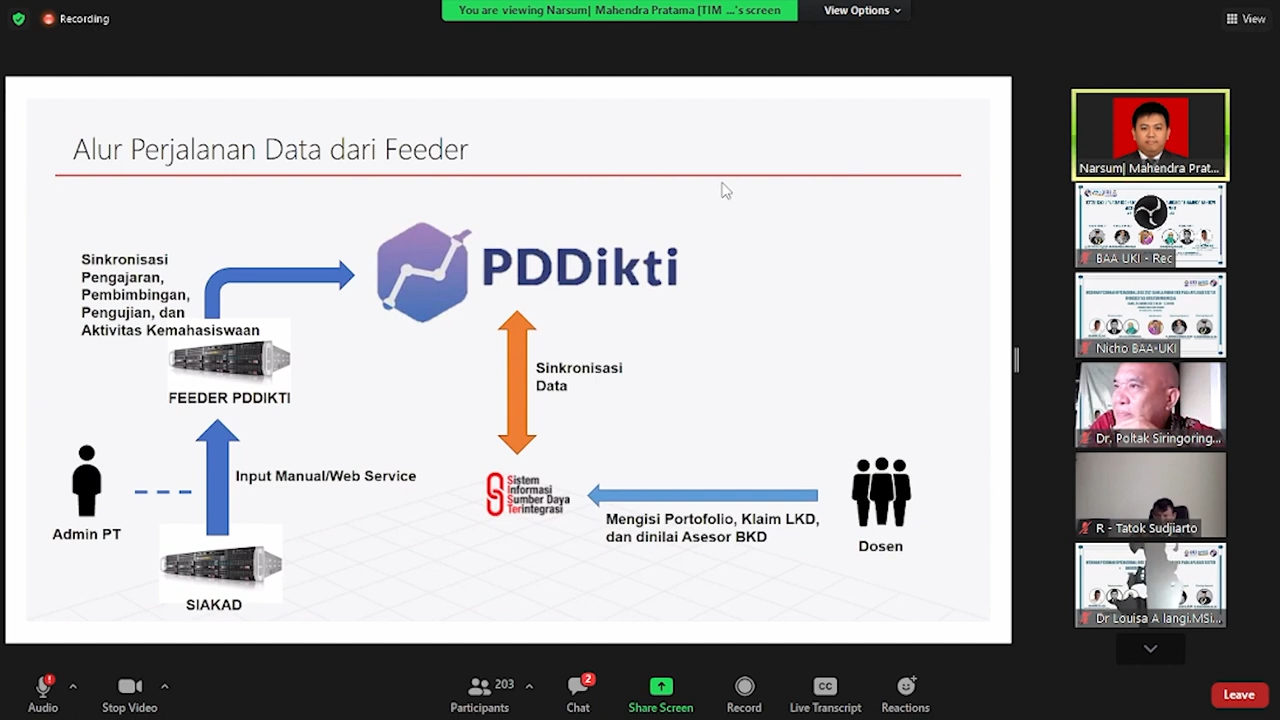 Recording
You are viewing Narsum| Mahendra Pratama [TIM ...'s screen
View Options
View
Alur Perjalanan Data dari Feeder
Sinkronisasi
Pengajaran,
Pembimbingan,
Pengujian, dan
Aktivitas Kemahasiswaan
PDDikti
FEEDER PDDIKTI
Sinkronisasi
Data
Input Manual/Web Service
Admin PT
SIAKAD
Sistem
Informasi
Sumber Daya
Terintegrasi
Mengisi Portofolio, Klaim LKD,
dan dinilai Asesor BKD
Dosen
Narsum| Mahendra Prat...
BAA UKI - Rec
Nicho BAA-UKI
Dr. Poltak Siringoring...
R - Tatok Sudjiarto
Dr Louisa A langi.MSi...
Audio
Stop Video
203
Participants
2
Chat
Share Screen
Record
CC
Live Transcript
Reactions
Leave